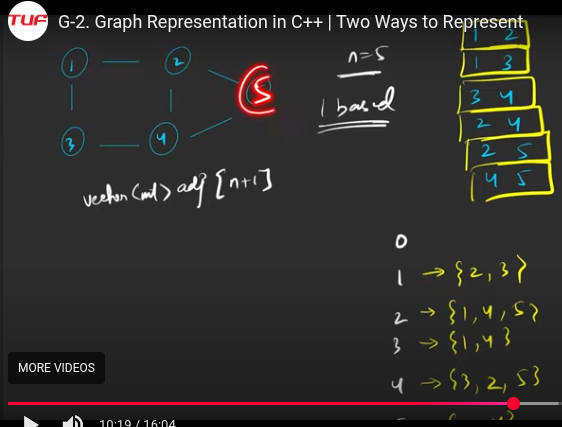 TUF G-2. Graph Representation in C++ | Two Ways to Represent
1 — 2
5
3 — 4
n=5
1 based
vector<int> adj [n+1]
1 2
1 3
3 4
2 4
2 5
4 5
0
1 → {2, 3}
2 → {1, 4, 5}
3 → {1, 4}
4 → {3, 2, 5}
MORE VIDEOS
10:19 / 16:04